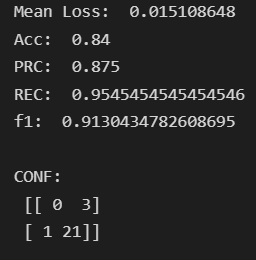 Mean Loss:  0.015108648
Acc:  0.84
PRC:  0.875
REC:  0.9545454545454546
f1:  0.9130434782608695

CONF:
 [[ 0  3]
 [ 1 21]]